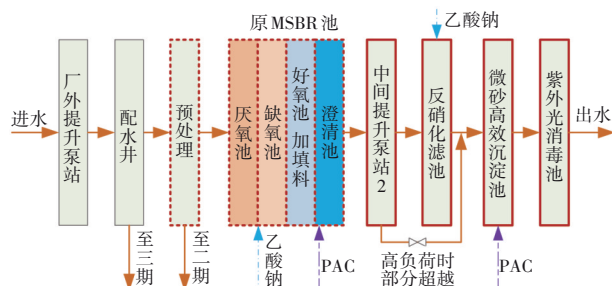 原MSBR池
乙酸钠
进水
厂外提升泵站
配水井
预处理
厌氧池
缺氧池
好氧池 加填料
澄清池
中间提升泵站2
反硝化滤池
微砂高效沉淀池
紫外光消毒池
出水
至三期
至二期
乙酸钠
PAC
高负荷时
部分超越
PAC